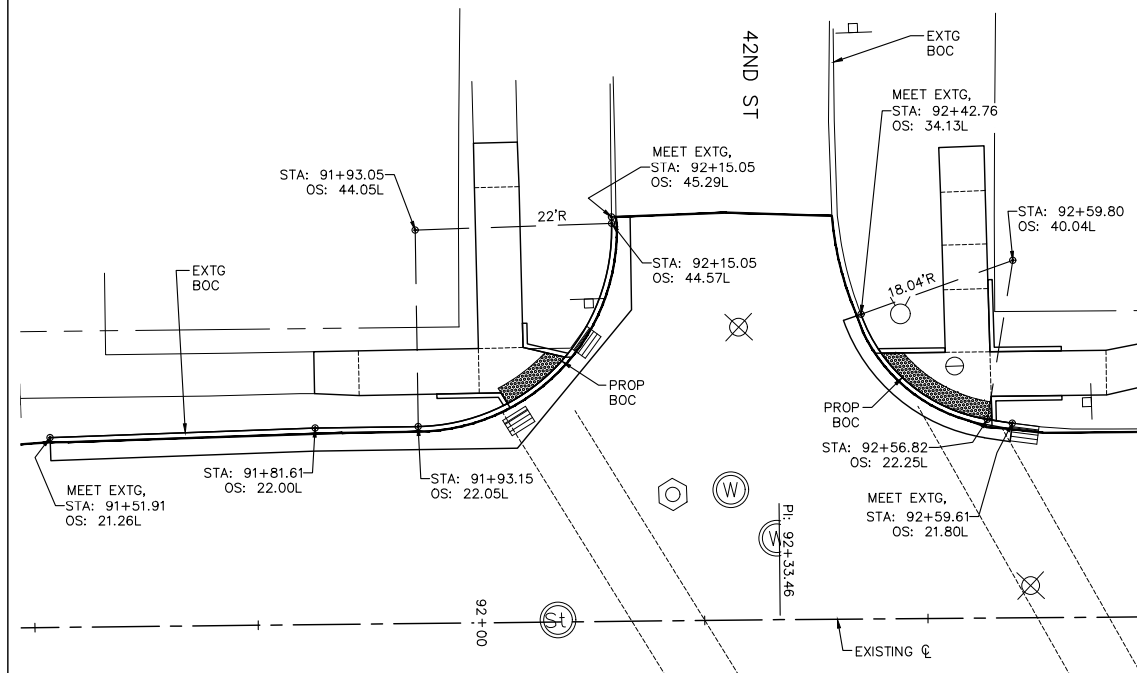 42ND ST
EXTG
BOC
MEET EXTG,
STA: 92+42.76
OS: 34.13L
MEET EXTG,
STA: 92+15.05
OS: 45.29L
STA: 91+93.05
OS: 44.05L
22'R
STA: 92+59.80
OS: 40.04L
18.04'R
STA: 92+15.05
OS: 44.57L
EXTG
BOC
PROP
BOC
PROP
BOC
STA: 92+56.82
OS: 22.25L
STA: 91+81.61
OS: 22.00L
STA: 91+93.15
OS: 22.05L
MEET EXTG,
STA: 91+51.91
OS: 21.26L
MEET EXTG,
STA: 92+59.61
OS: 21.80L
W
W
PI: 92+33.46
92+00
St
EXISTING ℄